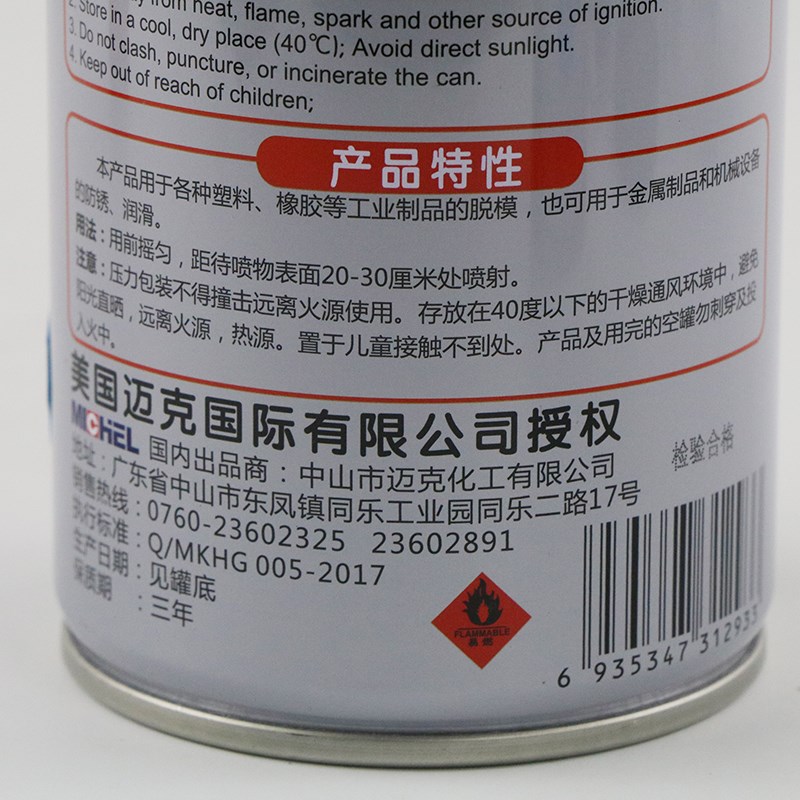 from heat, flame, spark and other source of ignition.
2. Store in a cool, dry place (40℃); Avoid direct sunlight.
3. Do not clash, puncture, or incinerate the can.
4. Keep out of reach of children;
产品特性
本产品用于各种塑料、橡胶等工业制品的脱模，也可用于金属制品和机械设备
的防锈、润滑。
用法：用前摇匀，距待喷物表面20-30厘米处喷射。
注意：压力包装不得撞击远离火源使用。存放在40度以下的干燥通风环境中，避免
阳光直晒，远离火源，热源。置于儿童接触不到处。产品及用完的空罐勿刺穿及投
入火中。
美国迈克国际有限公司授权
MICHEL 国内出品商：中山市迈克化工有限公司
检验合格
地址：广东省中山市东凤镇同乐工业园同乐二路17号
销售热线：0760-23602325 23602891
执行标准：Q/MKHG 005-2017
生产日期：见罐底
保质期：三年
FLAMMABLE
易燃
6 935347 312933